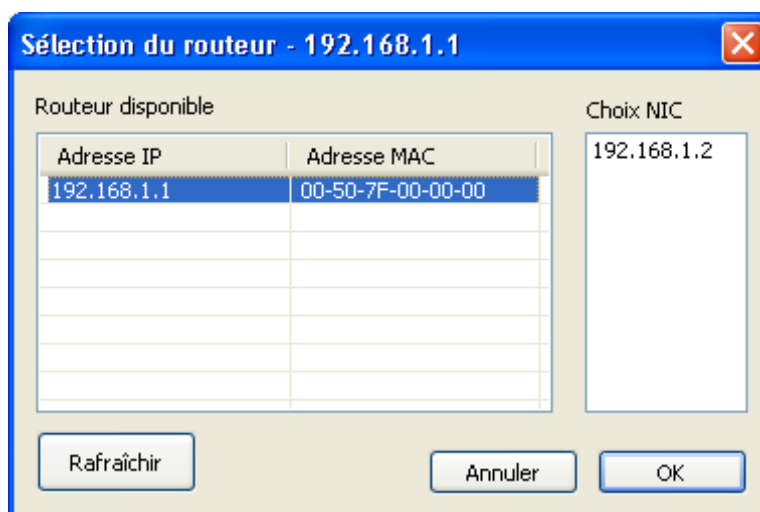 Sélection du routeur - 192.168.1.1
Routeur disponible
Choix NIC
Adresse IP Adresse MAC
192.168.1.2
192.168.1.1 00-50-7F-00-00-00
Rafraîchir
Annuler
OK